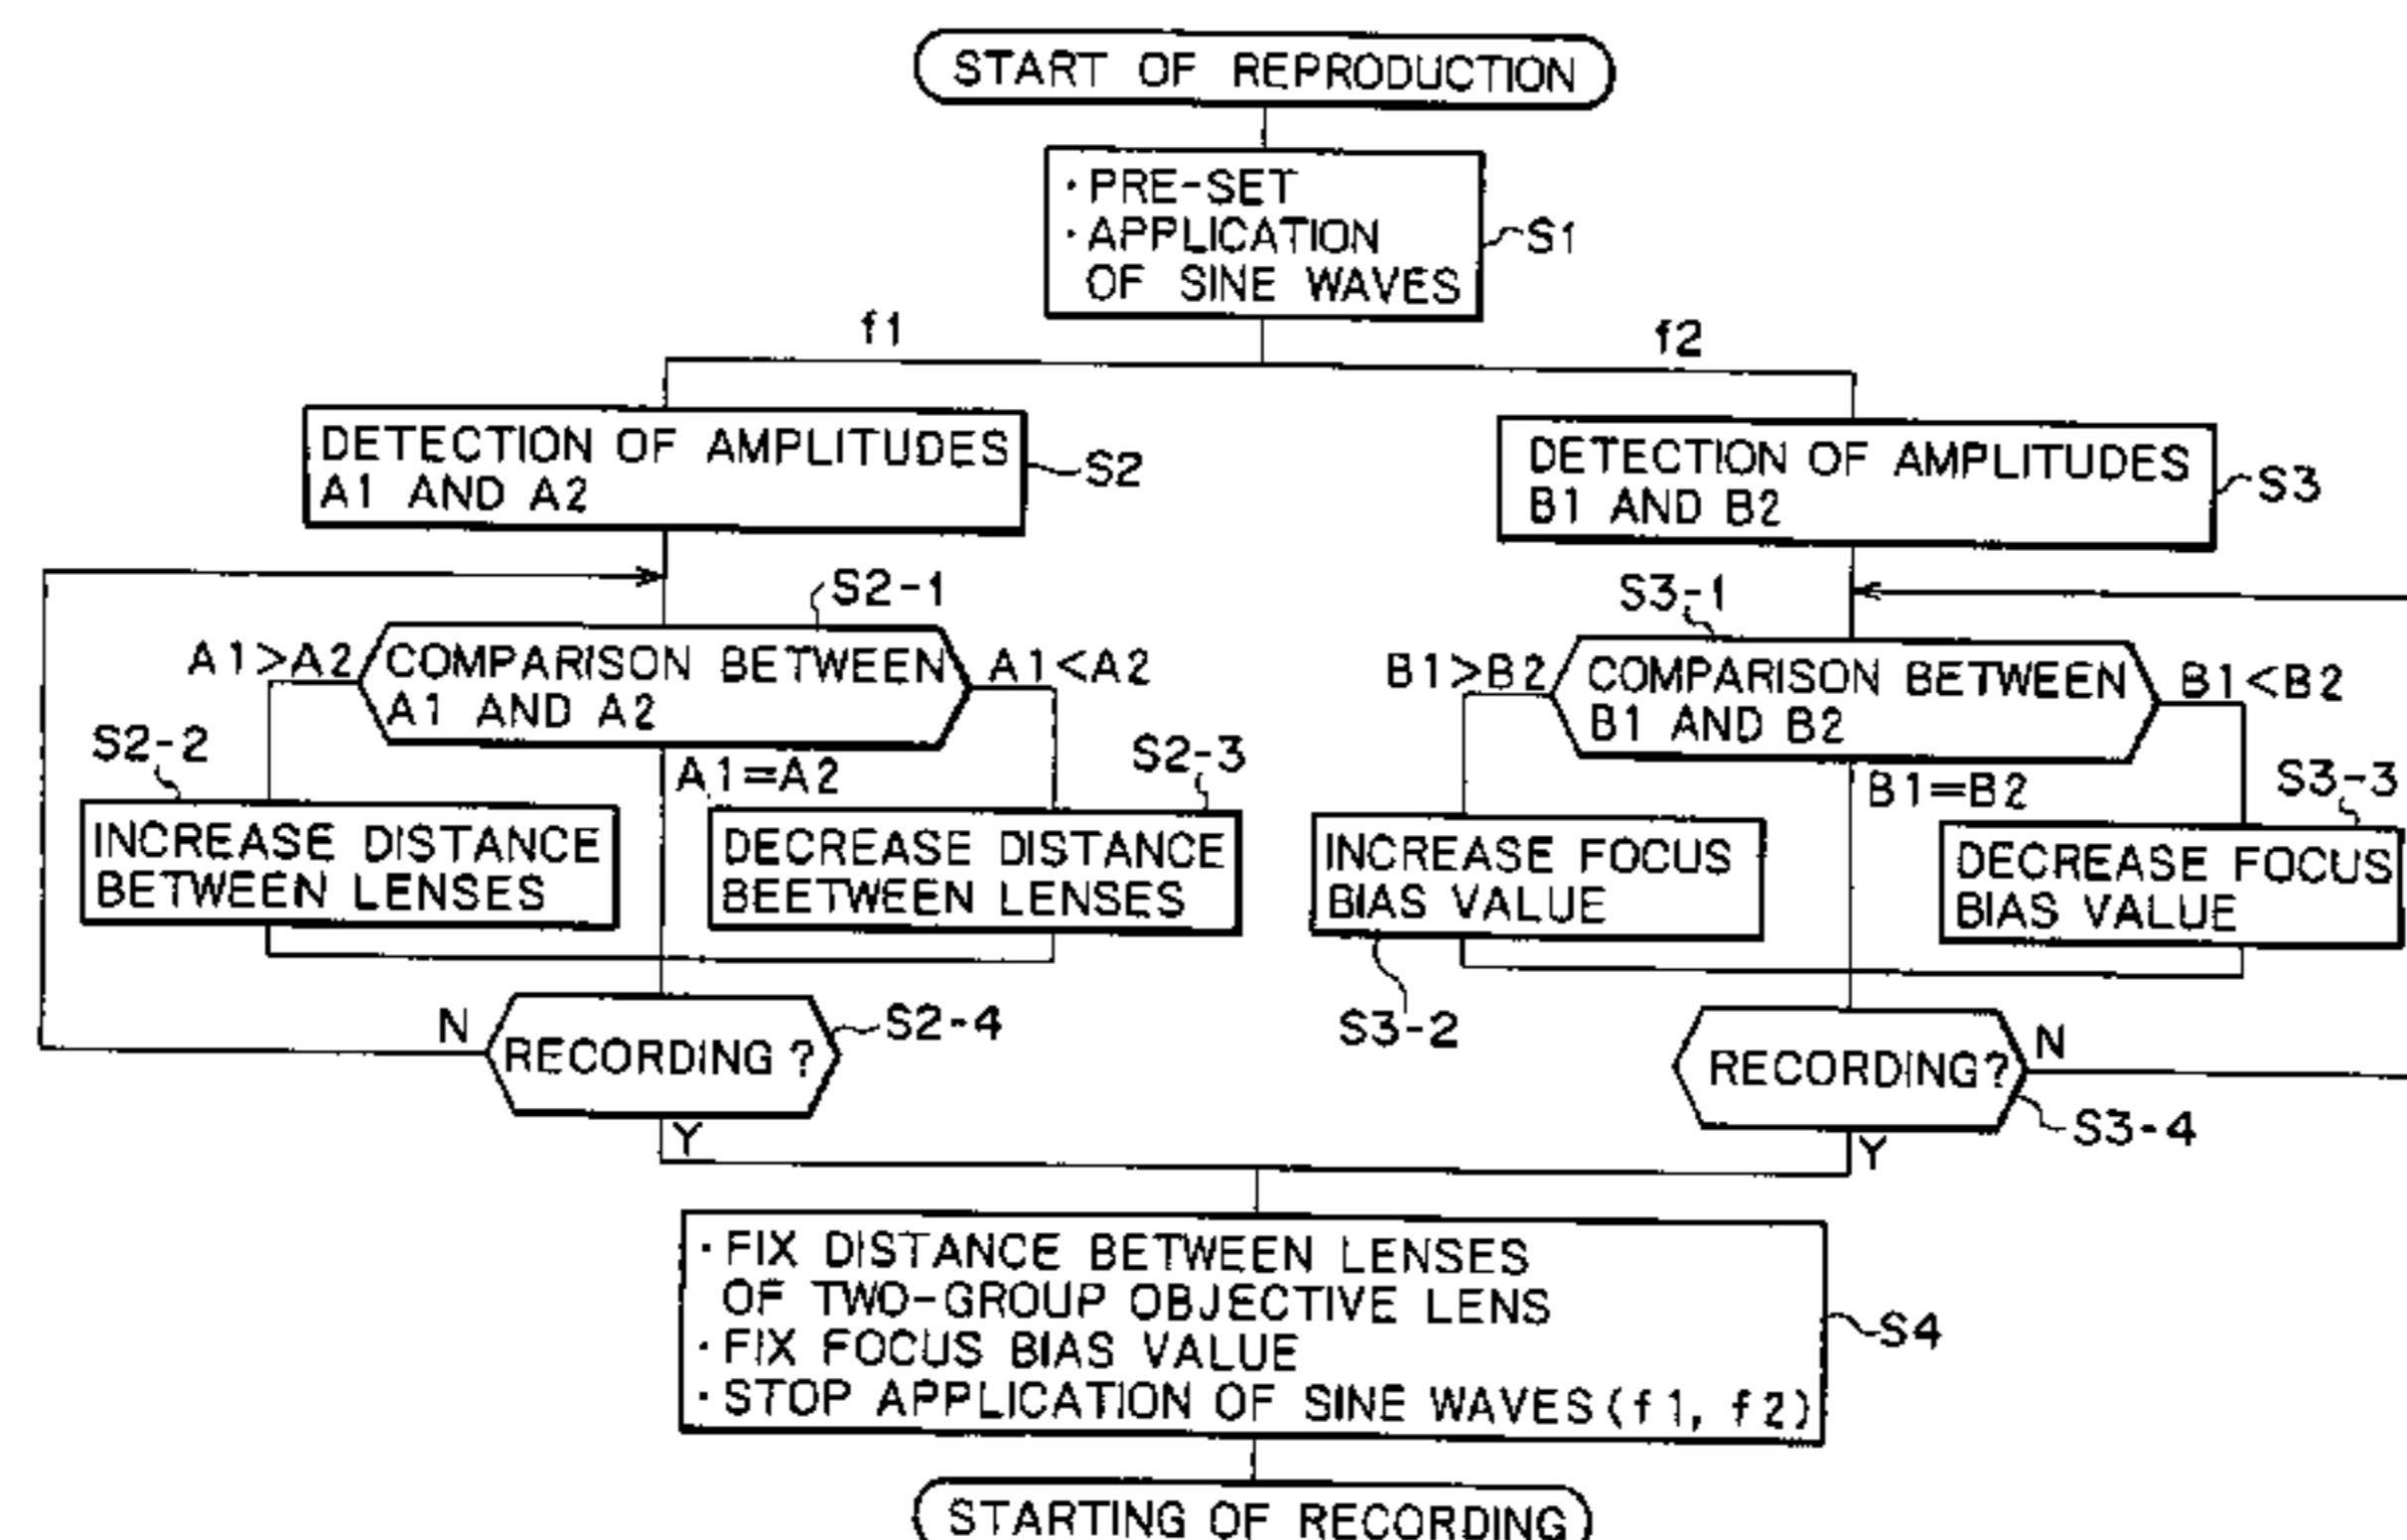 START OF REPRODUCTION
· PRE-SET
· APPLICATION
OF SINE WAVES
S1
f1
f2
DETECTION OF AMPLITUDES
A1 AND A2
S2
DETECTION OF AMPLITUDES
B1 AND B2
S3
S2-1
A1>A2
COMPARISON BETWEEN
A1 AND A2
A1<A2
A1=A2
S2-2
INCREASE DISTANCE
BETWEEN LENSES
S2-3
DECREASE DISTANCE
BEETWEEN LENSES
S3-1
B1>B2
COMPARISON BETWEEN
B1 AND B2
B1<B2
B1=B2
INCREASE FOCUS
BIAS VALUE
S3-2
S3-3
DECREASE FOCUS
BIAS VALUE
N
RECORDING ?
S2-4
Y
RECORDING?
N
S3-4
Y
· FIX DISTANCE BETWEEN LENSES
OF TWO-GROUP OBJECTIVE LENS
· FIX FOCUS BIAS VALUE
· STOP APPLICATION OF SINE WAVES(f1, f2)
S4
STARTING OF RECORDING